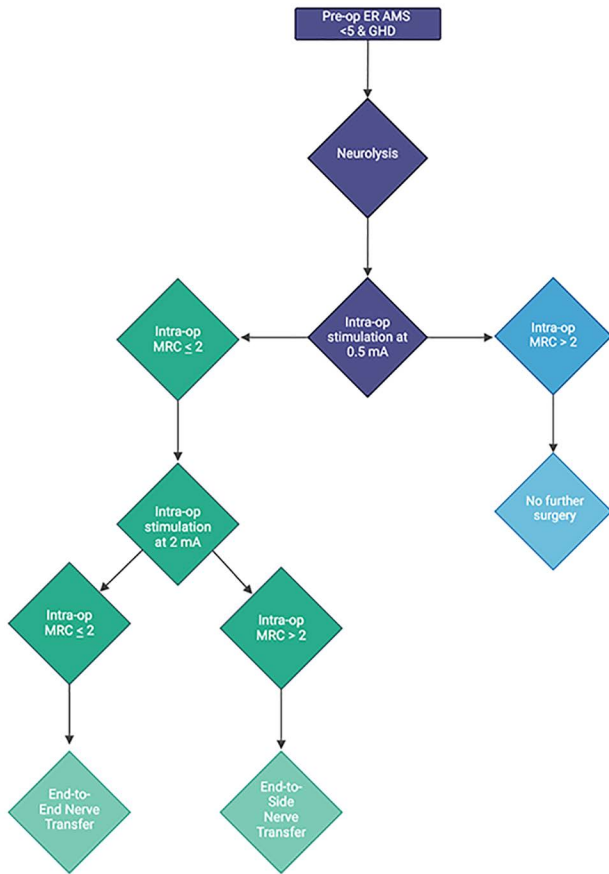 Pre-op ER AMS
<5 & GHD
Neurolysis
Intra-op
MRC ≤ 2
Intra-op
stimulation at
0.5 mA
Intra-op
MRC > 2
Intra-op
stimulation
at 2 mA
No further
surgery
Intra-op
MRC ≤ 2
Intra-op
MRC > 2
End-to-
End Nerve
Transfer
End-to-
Side
Nerve
Transfer